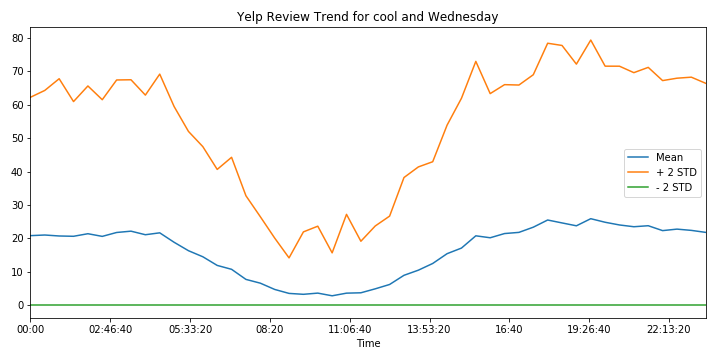 Yelp Review Trend for cool and Wednesday
80
70
60
50
40
30
20
10
0
Mean
+ 2 STD
- 2 STD
00:00 02:46:40 05:33:20 08:20 11:06:40 13:53:20 16:40 19:26:40 22:13:20
Time